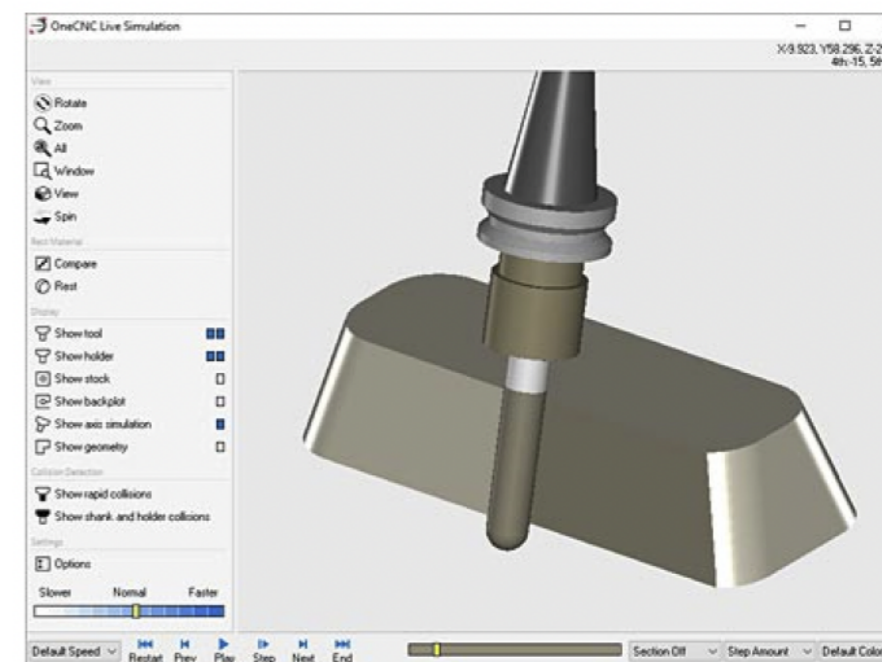 OneCNC Live Simulation
X-9.923, Y58.296, Z-2
4th:-15, 5th
View
Rotate
Zoom
All
Window
View
Spin
Rest Material
Compare
Rest
Display
Show tool
Show holder
Show stock
Show backplot
Show axis simulation
Show geometry
Collision Detection
Show rapid collisions
Show shank and holder collisions
Settings
Options
Slower Normal Faster
Default Speed Restart Prev Play Step Next End Section Off Step Amount Default Color